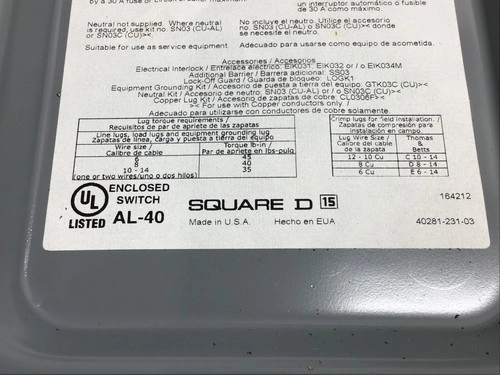 by a 30 A fuse or circuit
un interruptor automático o fusible
de 30 A como máximo.
Neutral not supplied. Where neutral
is required, use kit no. SN03 (CU-AL)
or SN03C (CU)><
No incluye el neutro. Utilice el accesorio
no. SN03 (CU-AL) o SN03C (CU)>< donde
se necesite el neutro.
Suitable for use as service equipment.
Adecuado para usarse como equipo de acometida.
Accessories / Accesorios
Electrical Interlock / Entrelace eléctrico: EIK031, EIK032 or / o EIK034M
Additional Barrier / Barrera adicional: SS03
Lock-Off Guard / Guarda de bloqueo: LOGK1
Equipment Grounding Kit / Accesorio de puesta a tierra del equipo: GTK03C (CU)><
Neutral Kit / Accesorio de neutro: SN03 (CU-AL) or / o SN03C (CU)><
Copper Lug Kit / Accesorio de zapatas de cobre: CL0306F><
>< For use with Copper conductors only. /
Adecuado para utilizarse con conductores de cobre solamente.
Lug torque requirements /
Requisitos de par de apriete de las zapatas
Line lugs, load lugs and equipment grounding lug
Zapatas de línea, carga y puesta a tierra del equipo
Wire size / Calibre de cable
Torque lb-in / Par de apriete en lbs-pulg
6 45
8 40
10 - 14 35
(one or two wires/uno o dos hilos)
Crimp lugs for field installation. /
Zapatas de compresión para
instalación en campo.
Lug Wire Size / Calibre del cable de la zapata
Thomas & Betts
12 - 10 Cu C 10 - 14
8 Cu D 8 - 14
6 Cu E 6 - 14
UL
LISTED
ENCLOSED
SWITCH
AL-40
SQUARE D 15
Made in U.S.A. Hecho en EUA
164212
40281-231-03